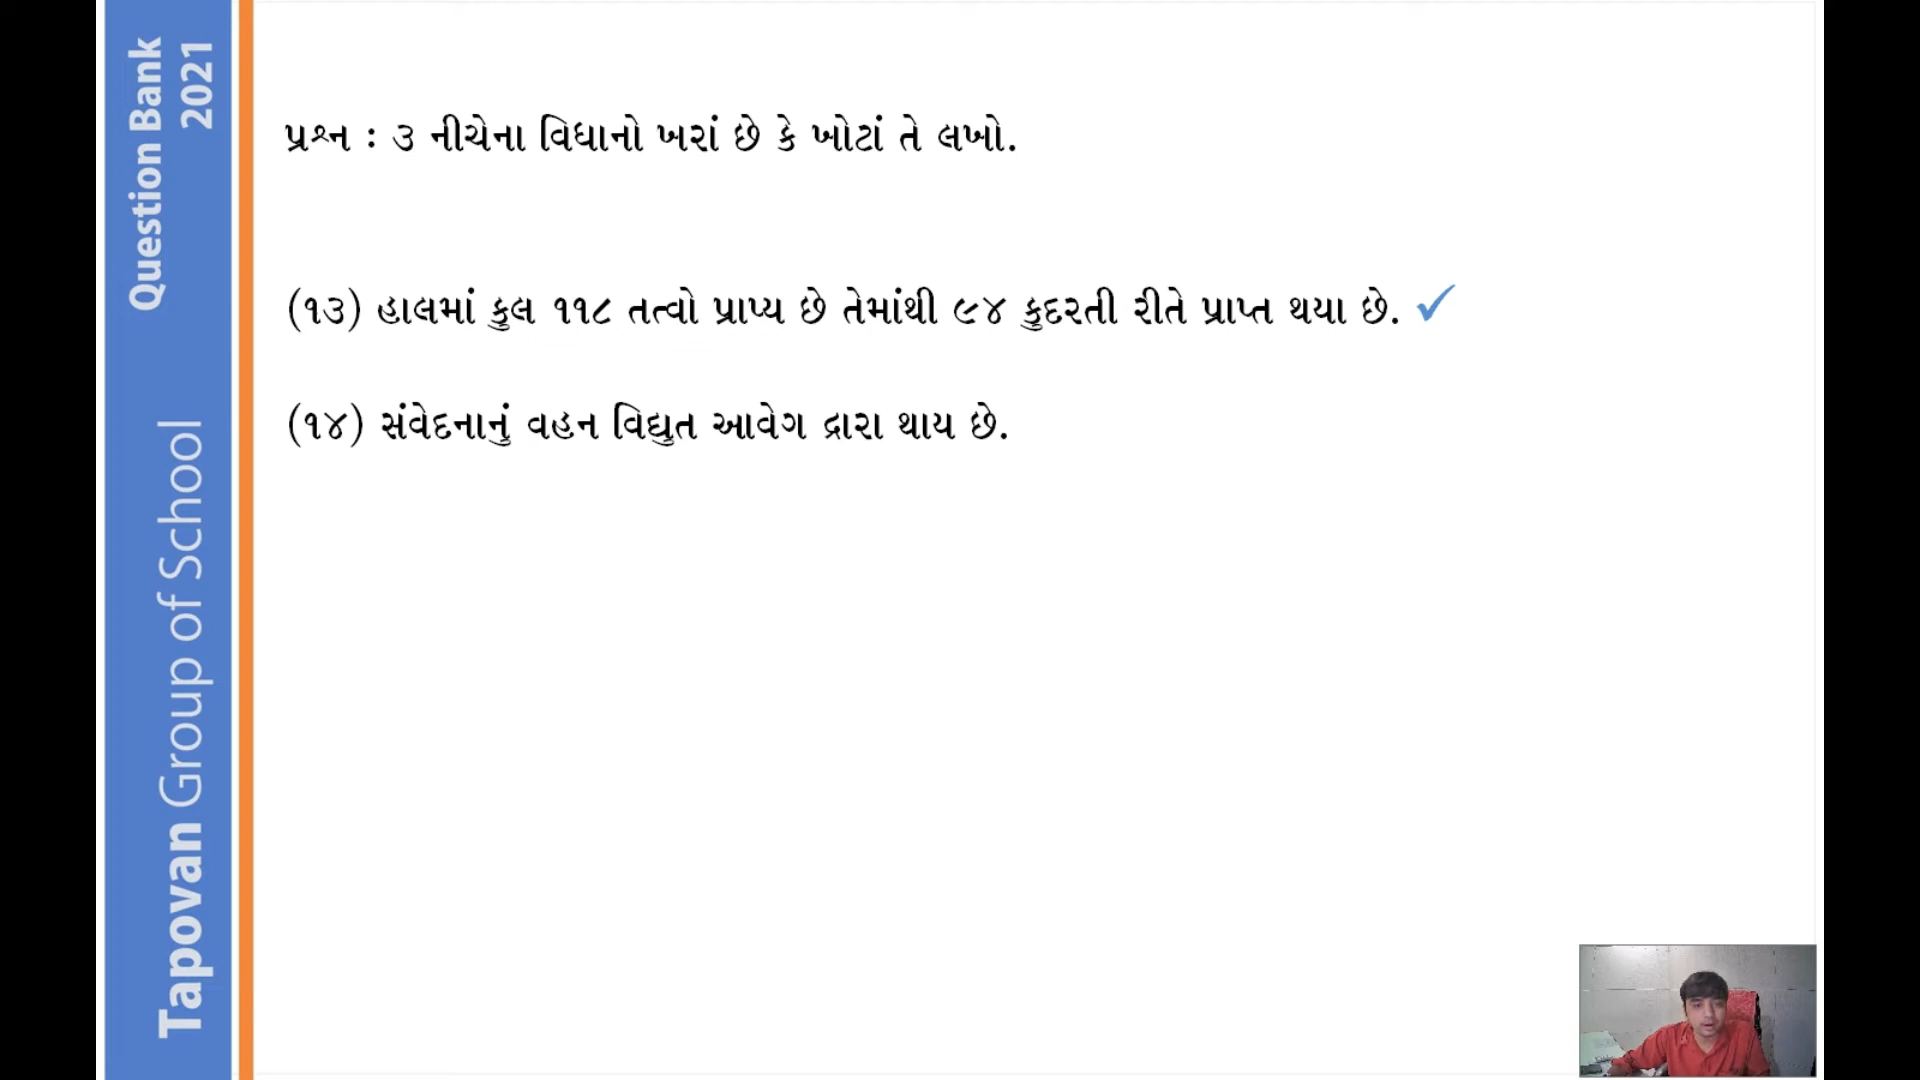 Question Bank
2021
Tapovan Group of School
પ્રશ્ન : ૩ નીચેના વિધાનો ખરાં છે કે ખોટાં તે લખો.
(૧૩) હાલમાં કુલ ૧૧૮ તત્વો પ્રાપ્ય છે તેમાંથી ૯૪ કુદરતી રીતે પ્રાપ્ત થયા છે. ✓
(૧૪) સંવેદનાનું વહન વિદ્યુત આવેગ દ્રારા થાય છે.